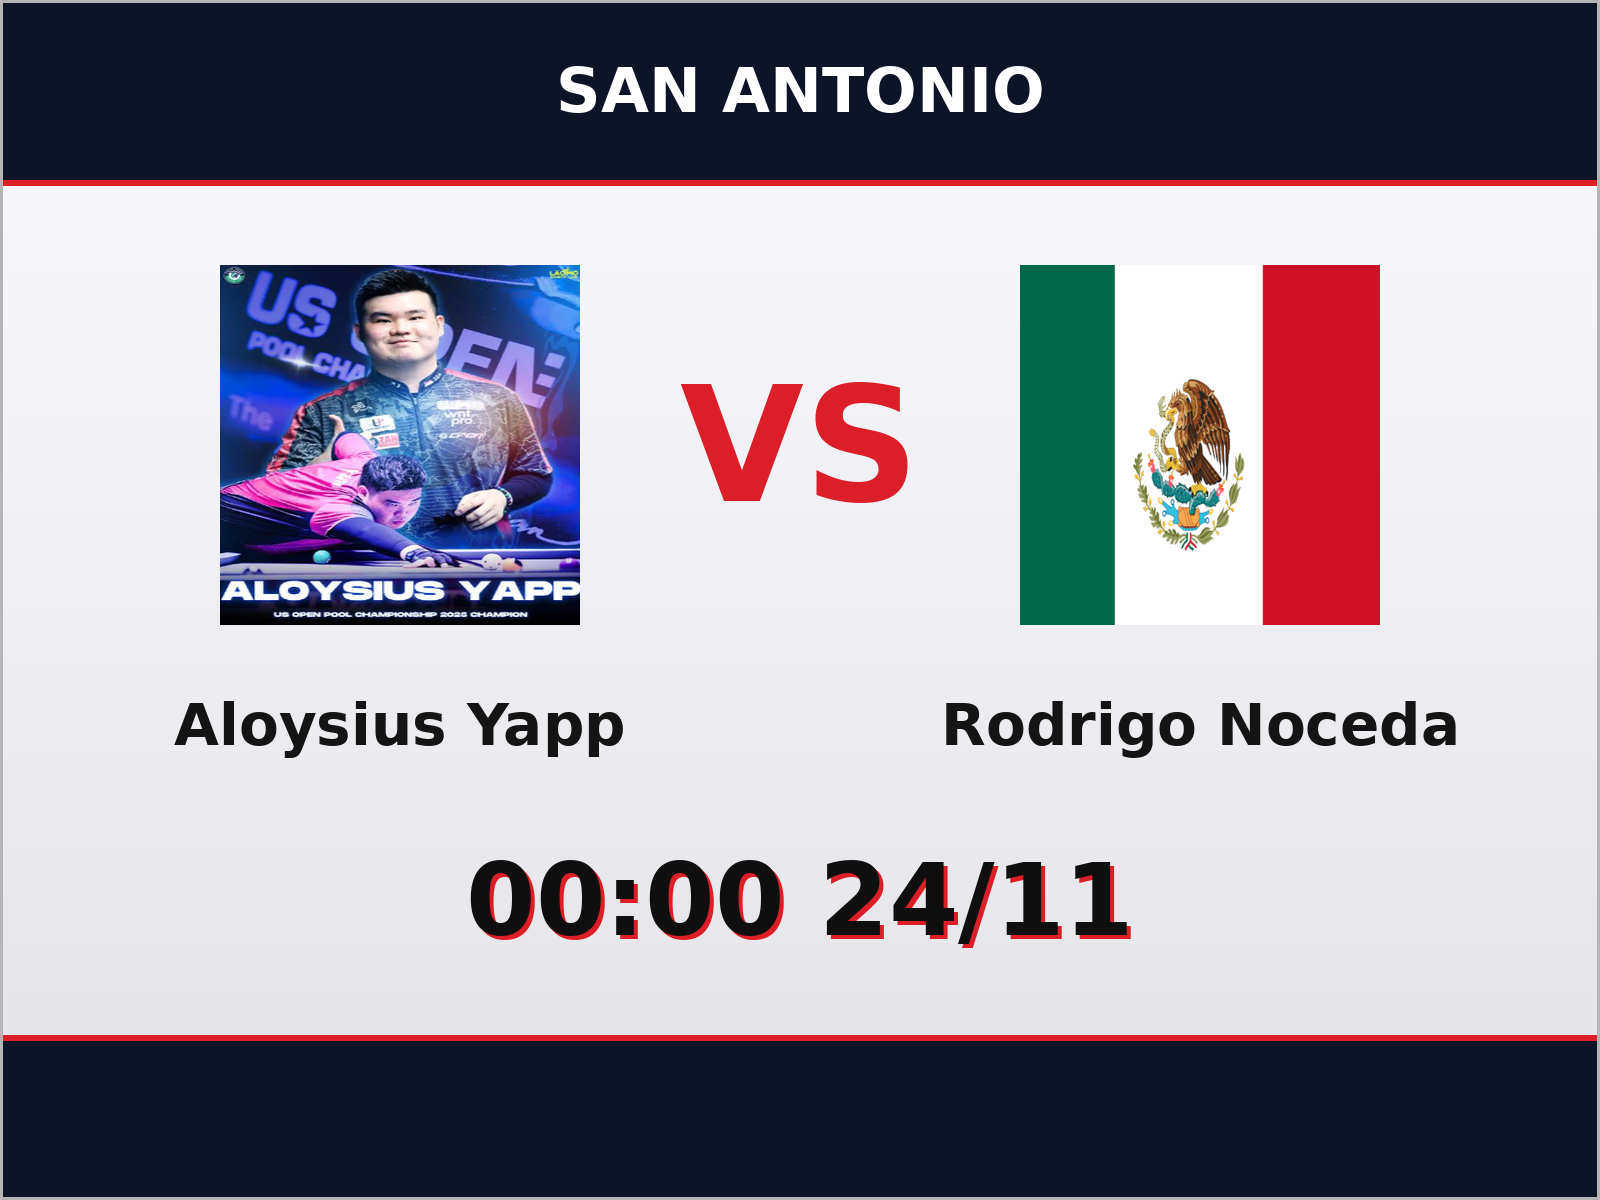 SAN ANTONIO
US OPEN
POOL CHA
The
wnt
pro.
ALOYSIUS YAPP
US OPEN POOL CHAMPIONSHIP 2025 CHAMPION
VS
Aloysius Yapp
Rodrigo Noceda
00:00 24/11